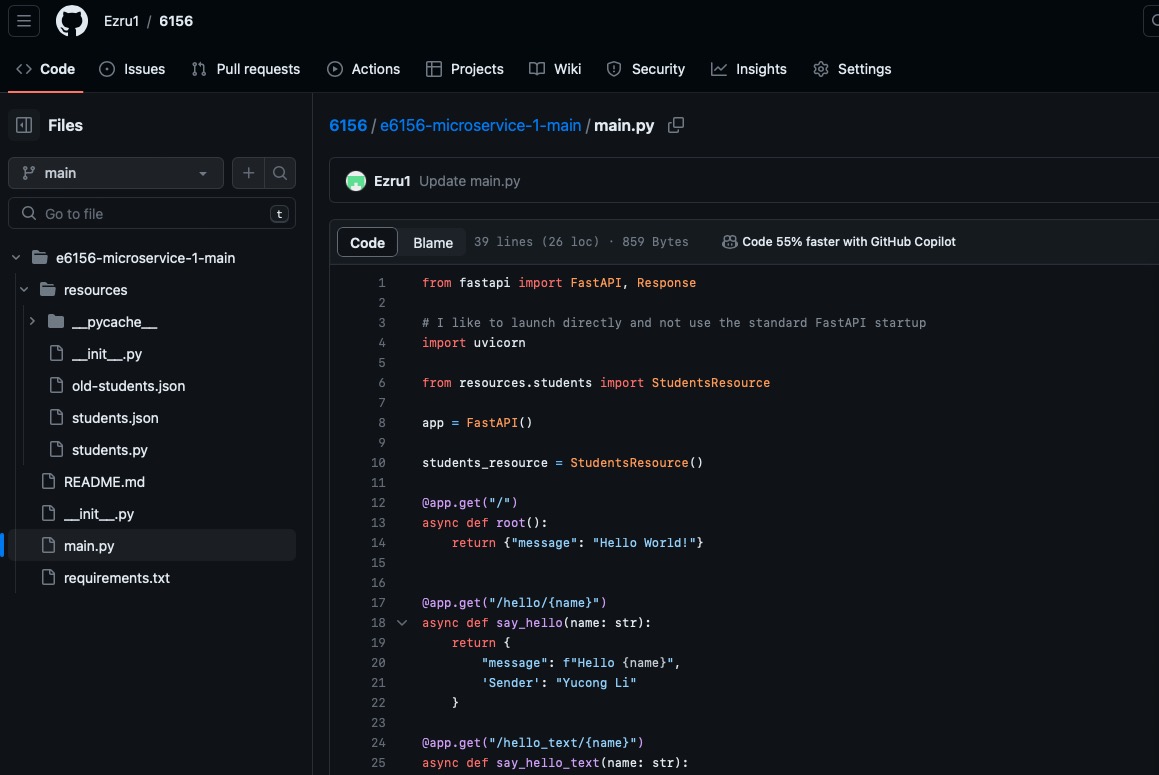 Ezru1 / 6156
Code Issues Pull requests Actions Projects Wiki Security Insights Settings
Files
main
Go to file t
e6156-microservice-1-main
resources
__pycache__
__init__.py
old-students.json
students.json
students.py
README.md
__init__.py
main.py
requirements.txt
6156 / e6156-microservice-1-main / main.py
Ezru1 Update main.py
Code Blame 39 lines (26 loc) · 859 Bytes Code 55% faster with GitHub Copilot
1 from fastapi import FastAPI, Response
2
3 # I like to launch directly and not use the standard FastAPI startup
4 import uvicorn
5
6 from resources.students import StudentsResource
7
8 app = FastAPI()
9
10 students_resource = StudentsResource()
11
12 @app.get("/")
13 async def root():
14     return {"message": "Hello World!"}
15
16
17 @app.get("/hello/{name}")
18 async def say_hello(name: str):
19     return {
20         "message": f"Hello {name}",
21         'Sender': "Yucong Li"
22     }
23
24 @app.get("/hello_text/{name}")
25 async def say_hello_text(name: str):